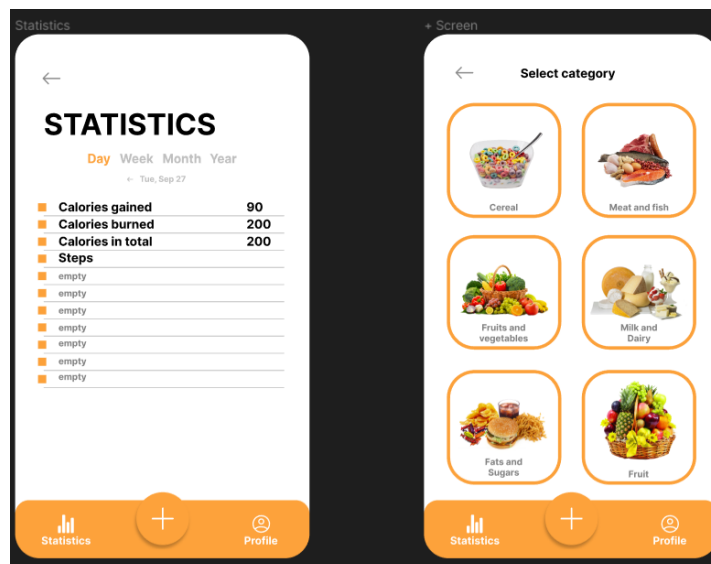 Statistics
←
STATISTICS
Day Week Month Year
← Tue, Sep 27
Calories gained 90
Calories burned 200
Calories in total 200
Steps
empty
empty
empty
empty
empty
empty
empty
Statistics
+
Profile
+ Screen
←
Select category
Cereal
Meat and fish
Fruits and
vegetables
Milk and
Dairy
Fats and
Sugars
Fruit
Statistics
+
Profile